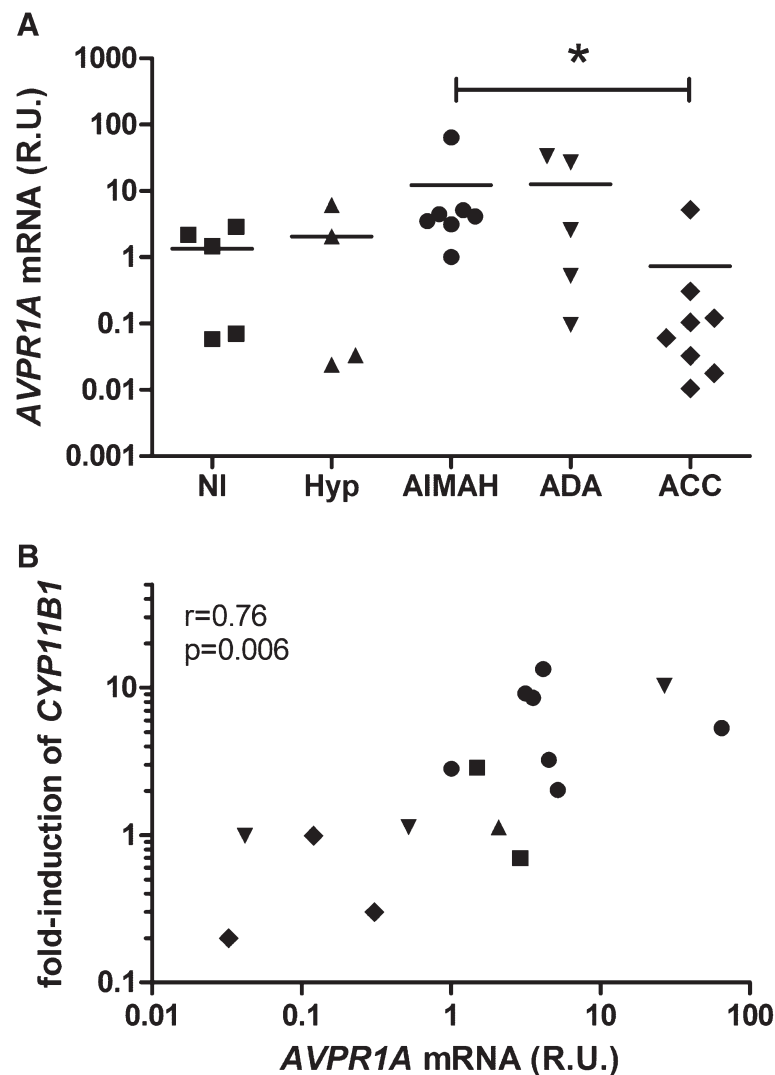 A
AVPR1A mRNA (R.U.)
1000
100
10
1
0.1
0.01
0.001
*
NI Hyp AIMAH ADA ACC
B
fold-induction of CYP11B1
r=0.76
p=0.006
10
1
0.1
0.01 0.1 1 10 100
AVPR1A mRNA (R.U.)